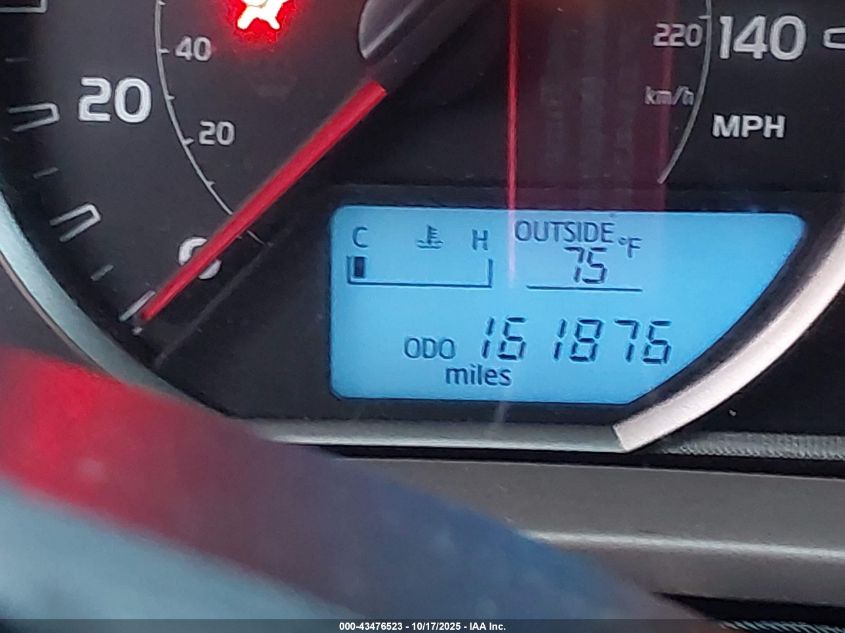 40
20
20
0
220
140
km/h
MPH
C H
OUTSIDE °F
75
ODO 161876
miles
000-43476523 - 10/17/2025 - IAA Inc.